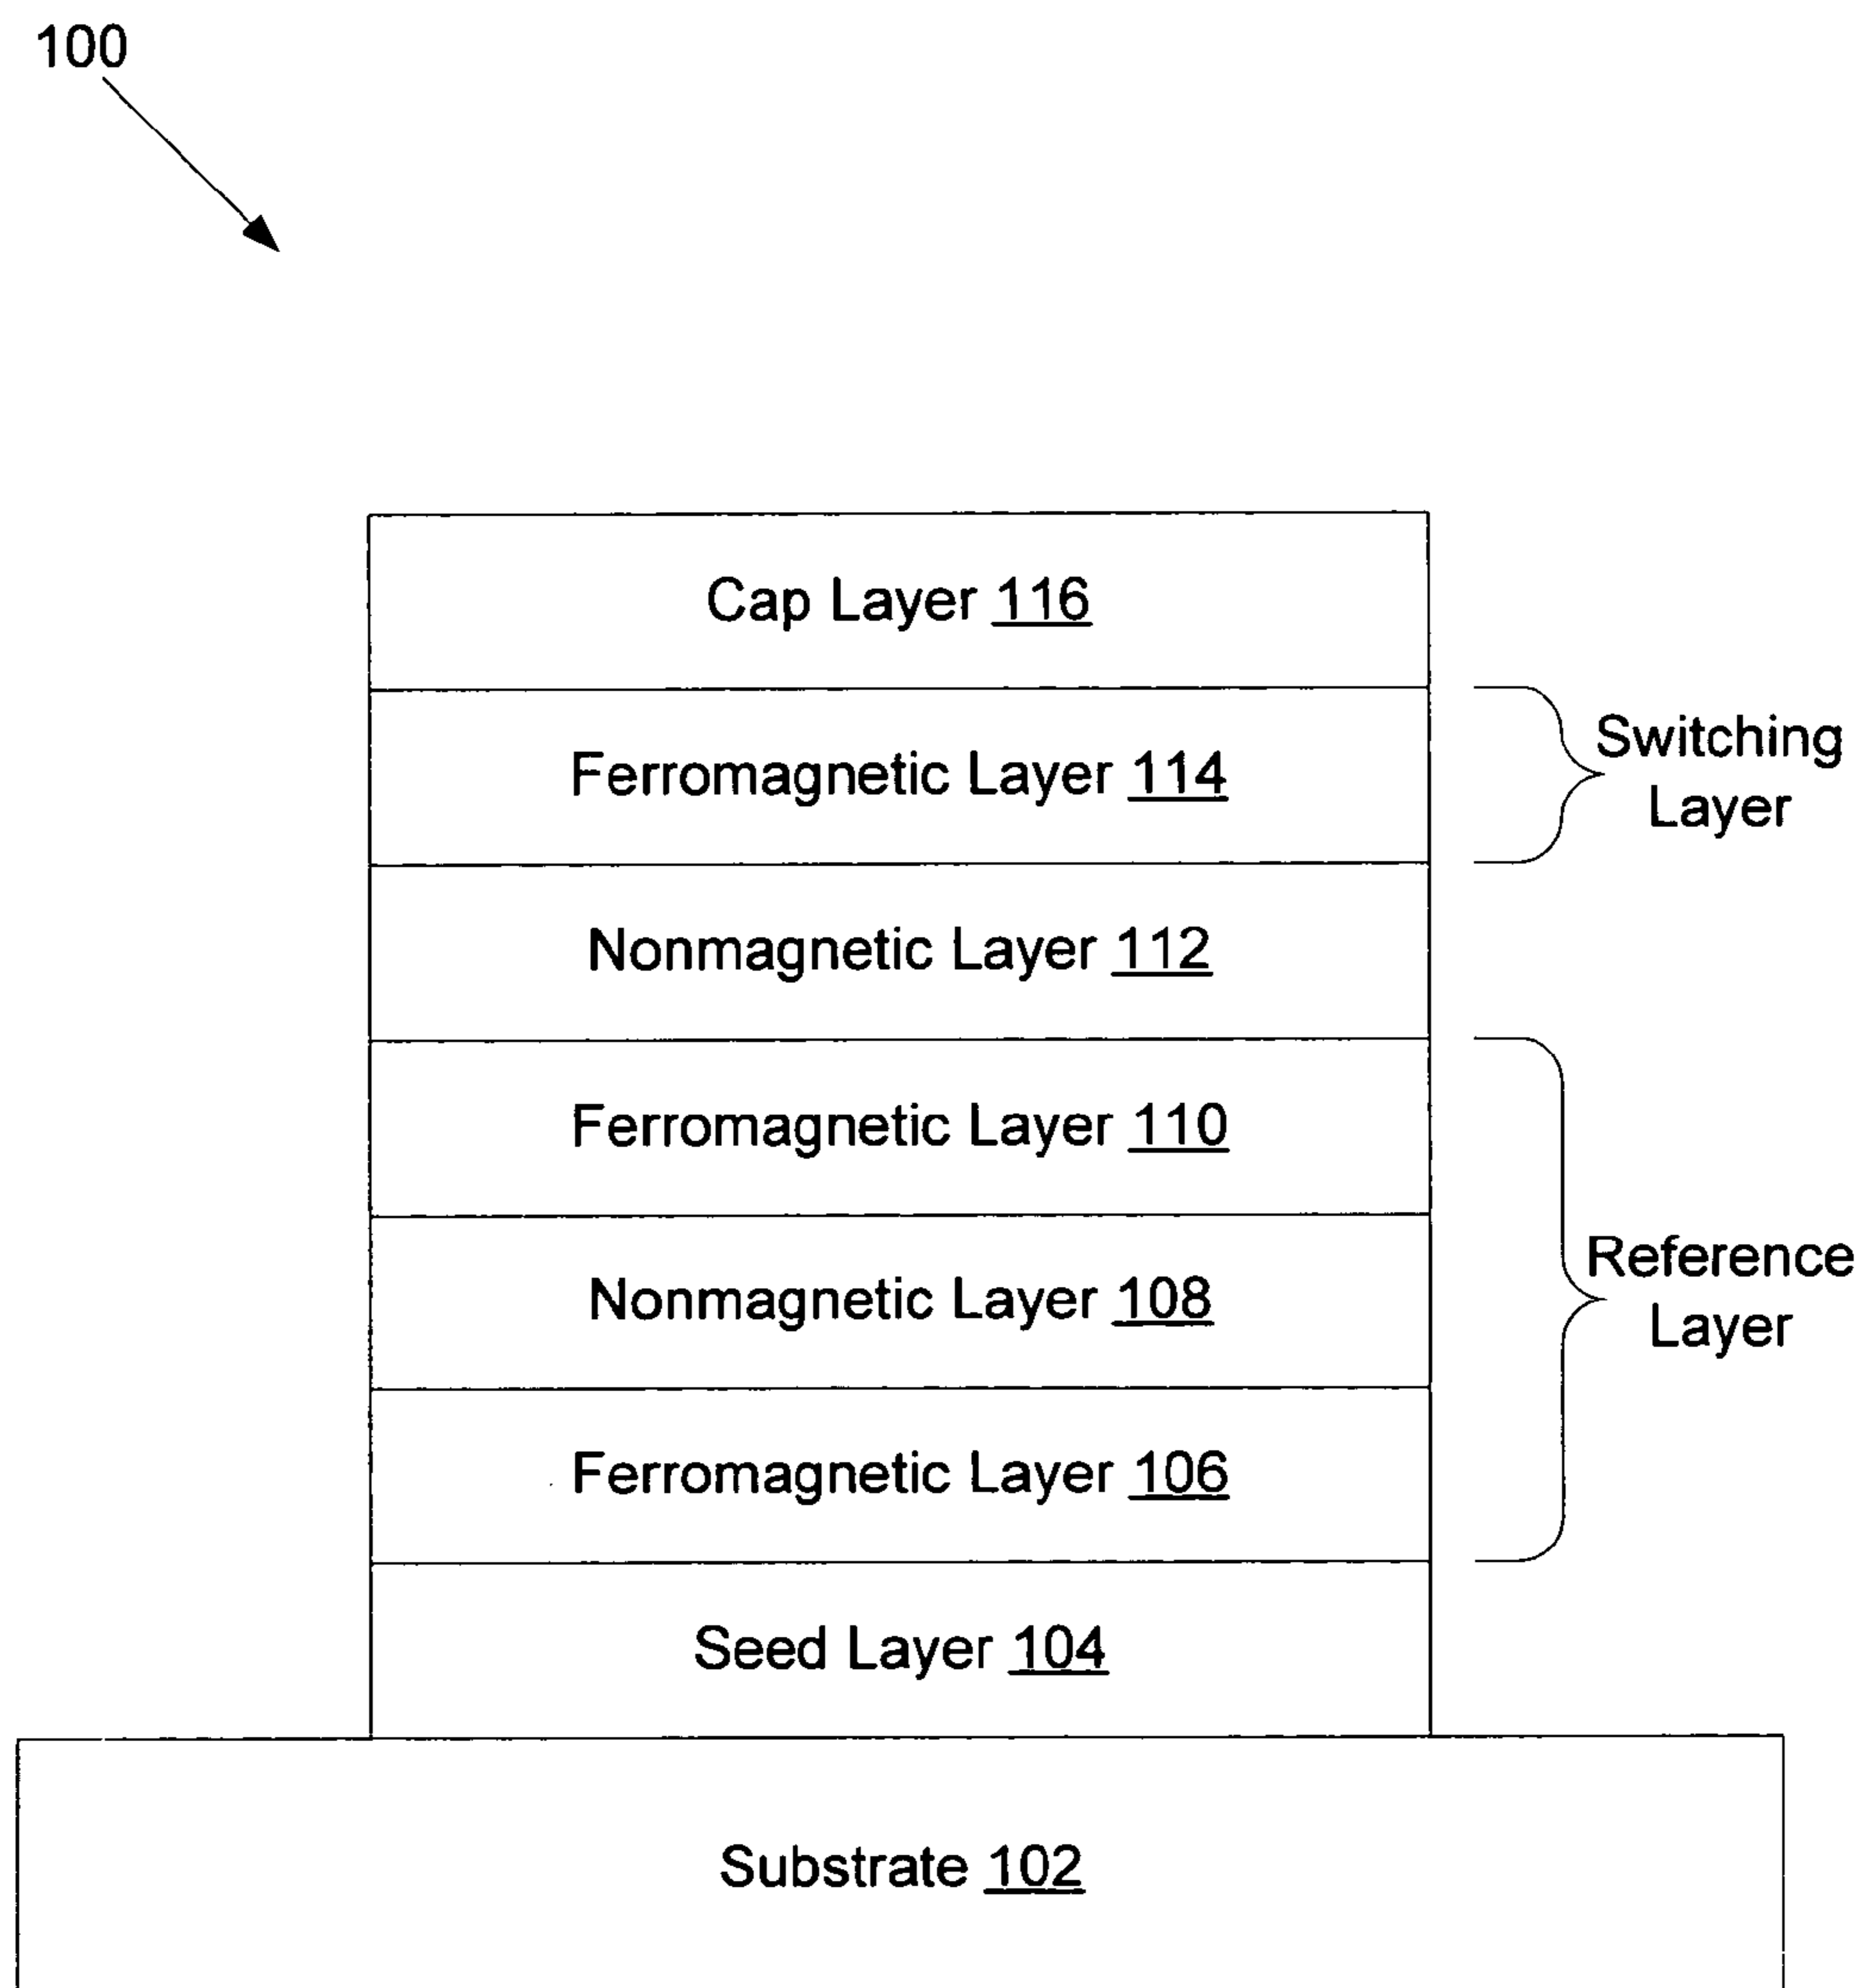 100
Cap Layer 116
Ferromagnetic Layer 114
Switching
Layer
Nonmagnetic Layer 112
Ferromagnetic Layer 110
Nonmagnetic Layer 108
Reference
Layer
Ferromagnetic Layer 106
Seed Layer 104
Substrate 102